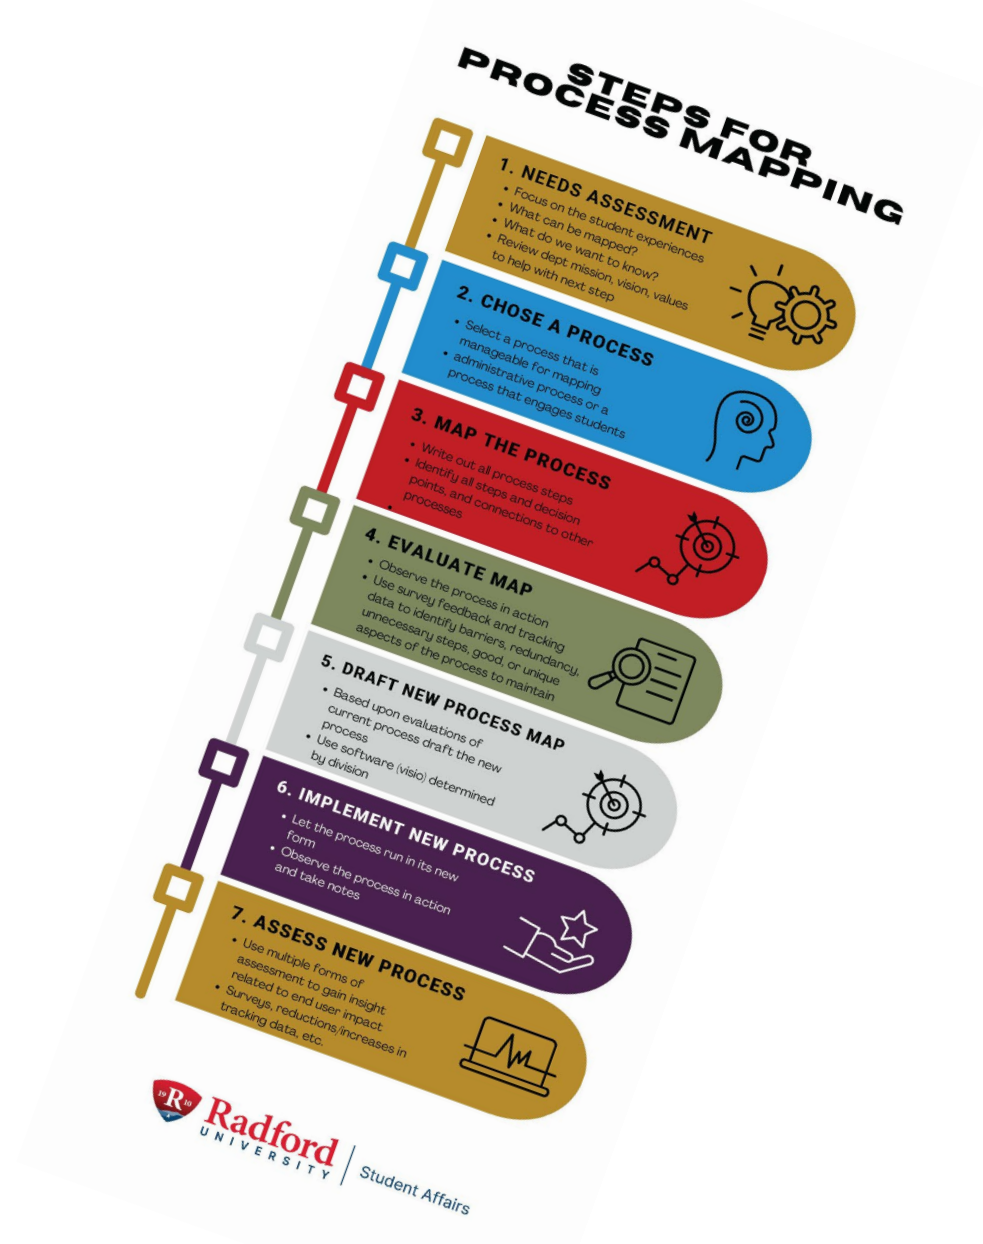 STEPS FOR
PROCESS MAPPING
1. NEEDS ASSESSMENT
• Focus on the student experiences
• What can be mapped?
• What do we want to know?
• Review dept mission, vision, values
to help with next step
2. CHOSE A PROCESS
• Select a process that is
manageable for mapping
• administrative process or a
process that engages students
3. MAP THE PROCESS
• Write out all process steps
• Identify all steps and decision
points, and connections to other
processes
•
4. EVALUATE MAP
• Observe the process in action
• Use survey feedback and tracking
data to identify barriers, redundancy,
unnecessary steps, good, or unique
aspects of the process to maintain
5. DRAFT NEW PROCESS MAP
• Based upon evaluations of
current process draft the new
process
• Use software (visio) determined
by division
6. IMPLEMENT NEW PROCESS
• Let the process run in its new
form
• Observe the process in action
and take notes
7. ASSESS NEW PROCESS
• Use multiple forms of
assessment to gain insight
related to end user impact
• Surveys, reductions/increases in
tracking data, etc.
19 R 10
Radford
UNIVERSITY
Student Affairs